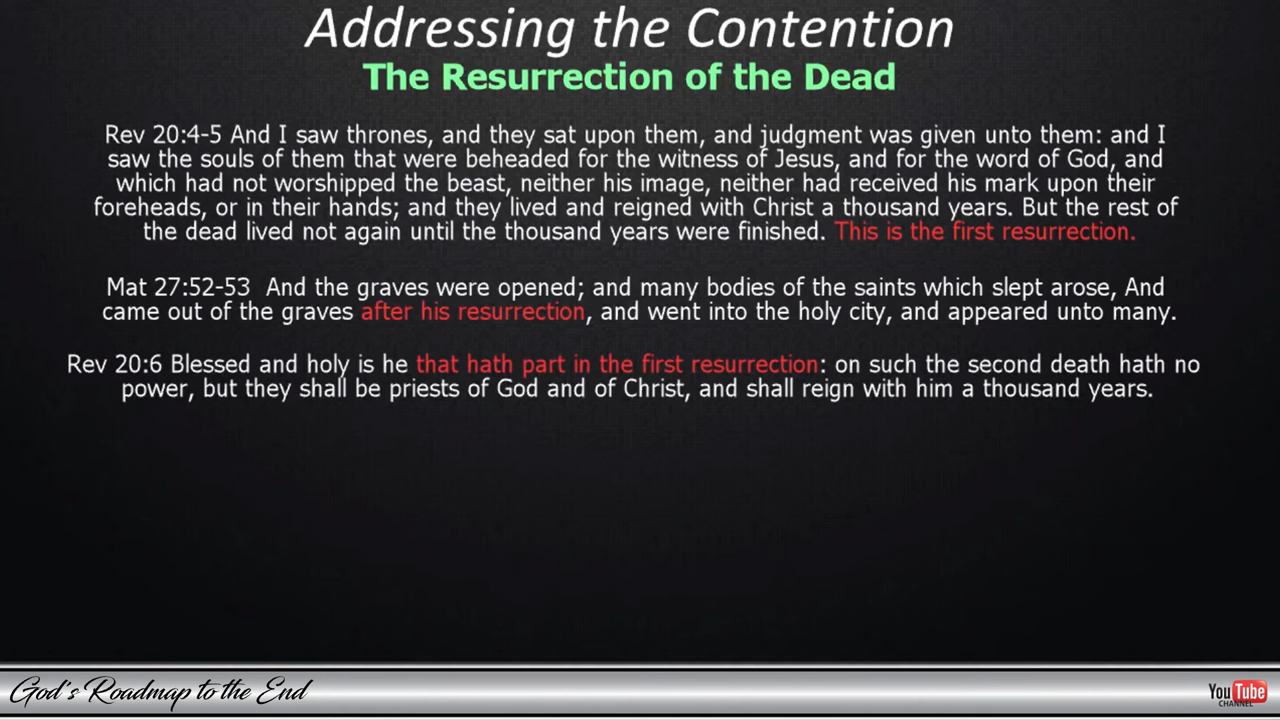 Addressing the Contention
The Resurrection of the Dead
Rev 20:4-5 And I saw thrones, and they sat upon them, and judgment was given unto them: and I
saw the souls of them that were beheaded for the witness of Jesus, and for the word of God, and
which had not worshipped the beast, neither his image, neither had received his mark upon their
foreheads, or in their hands; and they lived and reigned with Christ a thousand years. But the rest of
the dead lived not again until the thousand years were finished. This is the first resurrection.
Mat 27:52-53  And the graves were opened; and many bodies of the saints which slept arose, And
came out of the graves after his resurrection, and went into the holy city, and appeared unto many.
Rev 20:6 Blessed and holy is he that hath part in the first resurrection: on such the second death hath no
power, but they shall be priests of God and of Christ, and shall reign with him a thousand years.
God's Roadmap to the End
YouTube
CHANNEL